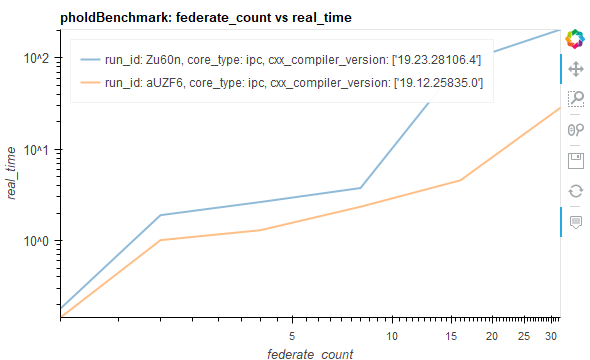 pholdBenchmark: federate_count vs real_time
run_id: Zu60n, core_type: ipc, cxx_compiler_version: ['19.23.28106.4']
run_id: aUZF6, core_type: ipc, cxx_compiler_version: ['19.12.25835.0']
10^2
10^1
10^0
real_time
5
10
15
20
25
30
federate_count